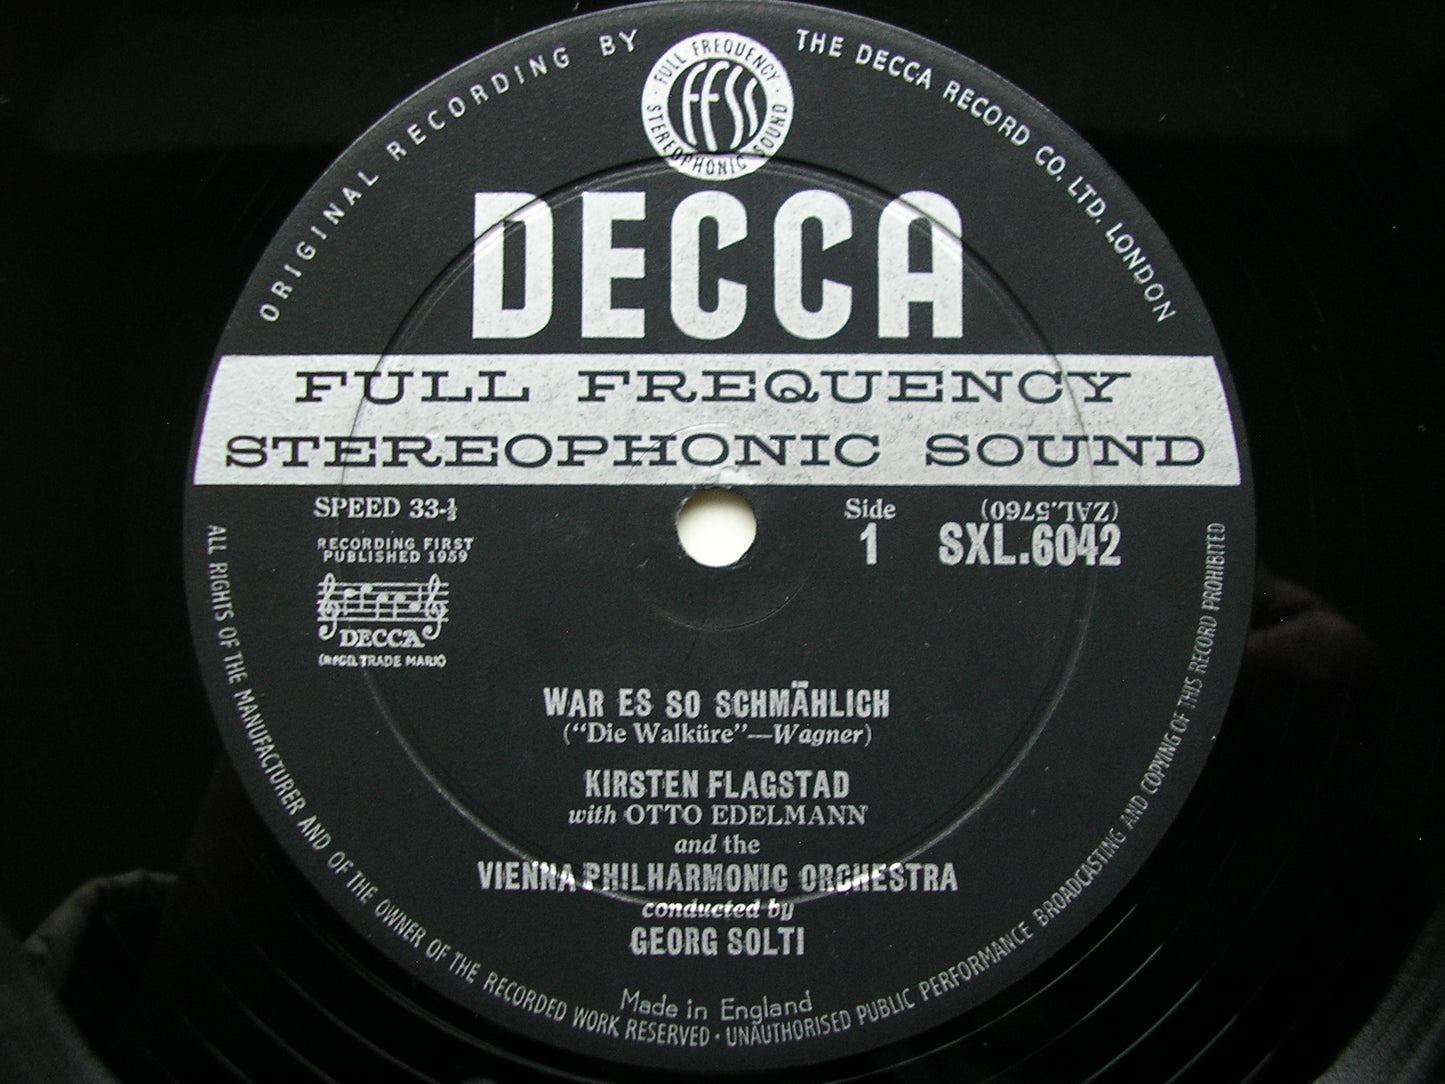 ORIGINAL RECORDING BY
THE DECCA RECORD CO. LTD. LONDON
FULL FREQUENCY
FFSS
STEREOPHONIC SOUND
DECCA
FULL FREQUENCY
STEREOPHONIC SOUND
SPEED 33-⅓
RECORDING FIRST
PUBLISHED 1959
DECCA
(REGD. TRADE MARK)
Side
1
(ZAL.5760)
SXL.6042
WAR ES SO SCHMÄHLICH
("Die Walküre"—Wagner)
KIRSTEN FLAGSTAD
with OTTO EDELMANN
and the
VIENNA PHILHARMONIC ORCHESTRA
conducted by
GEORG SOLTI
Made in England
ALL RIGHTS OF THE MANUFACTURER AND OF THE OWNER OF THE RECORDED WORK RESERVED · UNAUTHORISED PUBLIC PERFORMANCE BROADCASTING AND COPYING OF THIS RECORD PROHIBITED